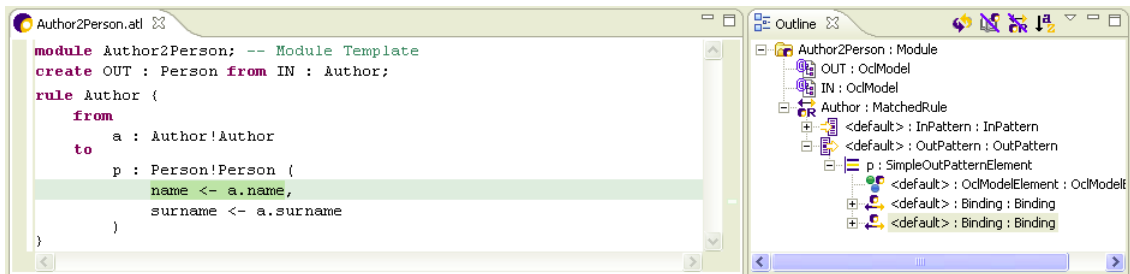 Author2Person.atl
module Author2Person; -- Module Template
create OUT : Person from IN : Author;
rule Author {
from
a : Author!Author
to
p : Person!Person (
name <- a.name,
surname <- a.surname
)
}
Outline
Author2Person : Module
OUT : OclModel
IN : OclModel
Author : MatchedRule
<default> : InPattern : InPattern
<default> : OutPattern : OutPattern
p : SimpleOutPatternElement
<default> : OclModelElement : OclModelE
<default> : Binding : Binding
<default> : Binding : Binding